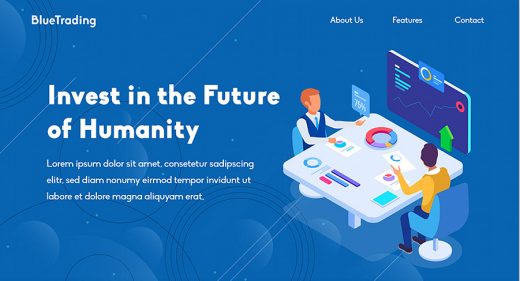 BlueTrading
About Us
Features
Contact
Invest in the Future
of Humanity
Lorem ipsum dolor sit amet, consetetur sadipscing
elitr, sed diam nonumy eirmod tempor invidunt ut
labore et dolore magna aliquyam erat,
76%